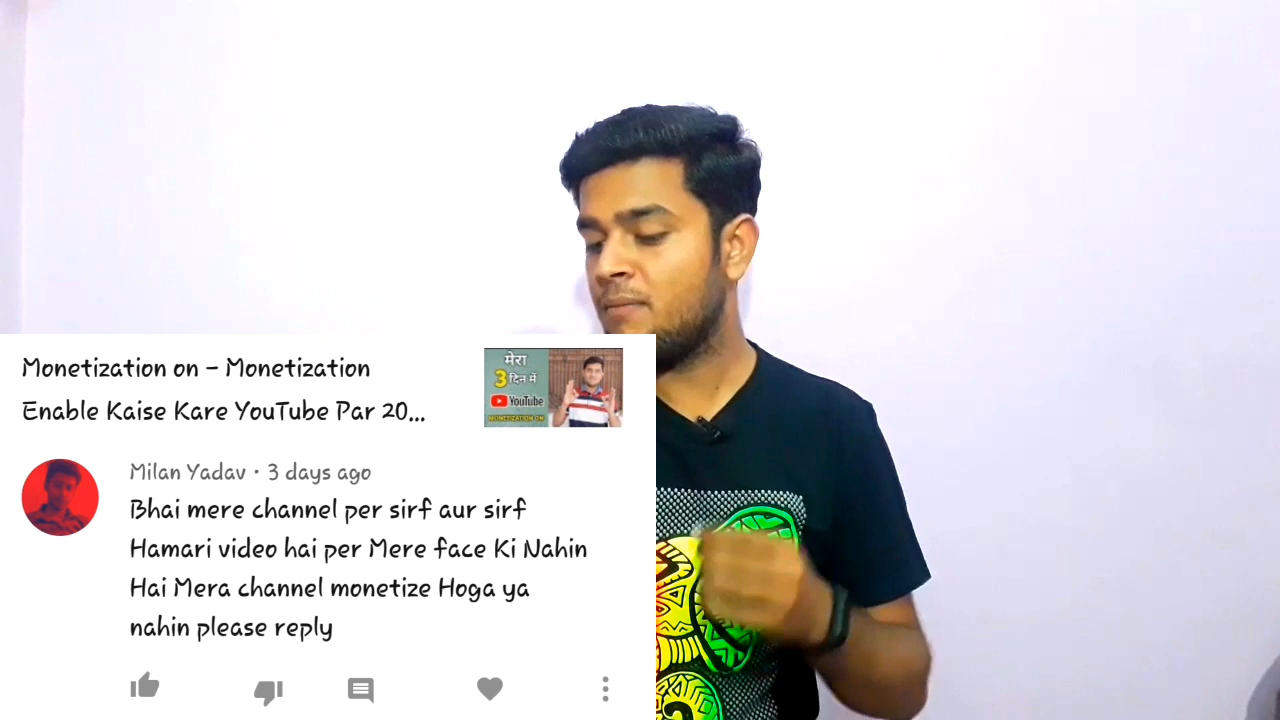 Monetization on – Monetization
Enable Kaise Kare YouTube Par 20...
मेरा
3 दिन में
YouTube
MONETIZATION ON
Milan Yadav · 3 days ago
Bhai mere channel per sirf aur sirf
Hamari video hai per Mere face Ki Nahin
Hai Mera channel monetize Hoga ya
nahin please reply